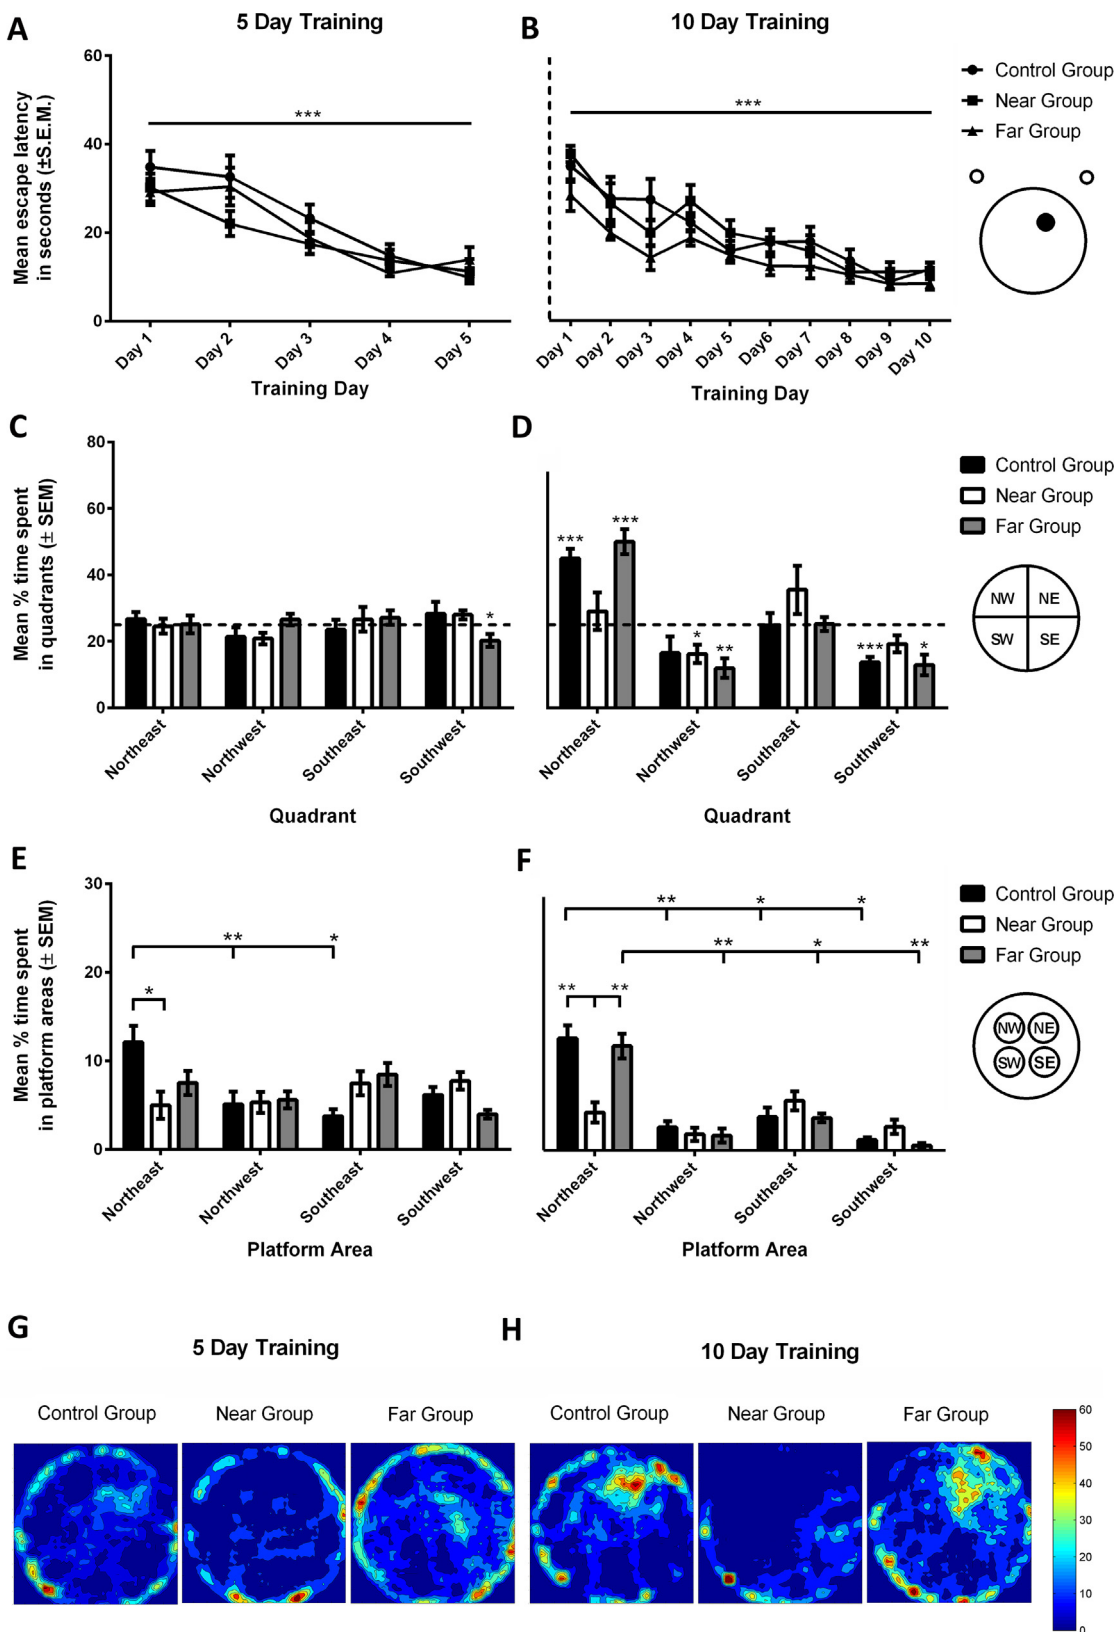 A
5 Day Training
B
10 Day Training
Mean escape latency
in seconds (±S.E.M.)
60
40
20
0
***
***
Control Group
Near Group
Far Group
Day 1
Day 2
Day 3
Day 4
Day 5
Training Day
Day 1
Day 2
Day 3
Day 4
Day 5
Day6
Day 7
Day 8
Day 9
Day 10
Training Day
C
D
Mean % time spent
in quadrants (± SEM)
80
60
40
20
0
*
***
***
*
**
***
*
Control Group
Near Group
Far Group
NW NE
SW SE
Northeast
Northwest
Southeast
Southwest
Quadrant
Northeast
Northwest
Southeast
Southwest
Quadrant
E
F
Mean % time spent
in platform areas (± SEM)
30
20
10
0
** *
*
** * *
** * **
** **
Control Group
Near Group
Far Group
NW NE
SW SE
Northeast
Northwest
Southeast
Southwest
Platform Area
Northeast
Northwest
Southeast
Southwest
Platform Area
G
5 Day Training
H
10 Day Training
Control Group
Near Group
Far Group
Control Group
Near Group
Far Group
60
50
40
30
20
10
0